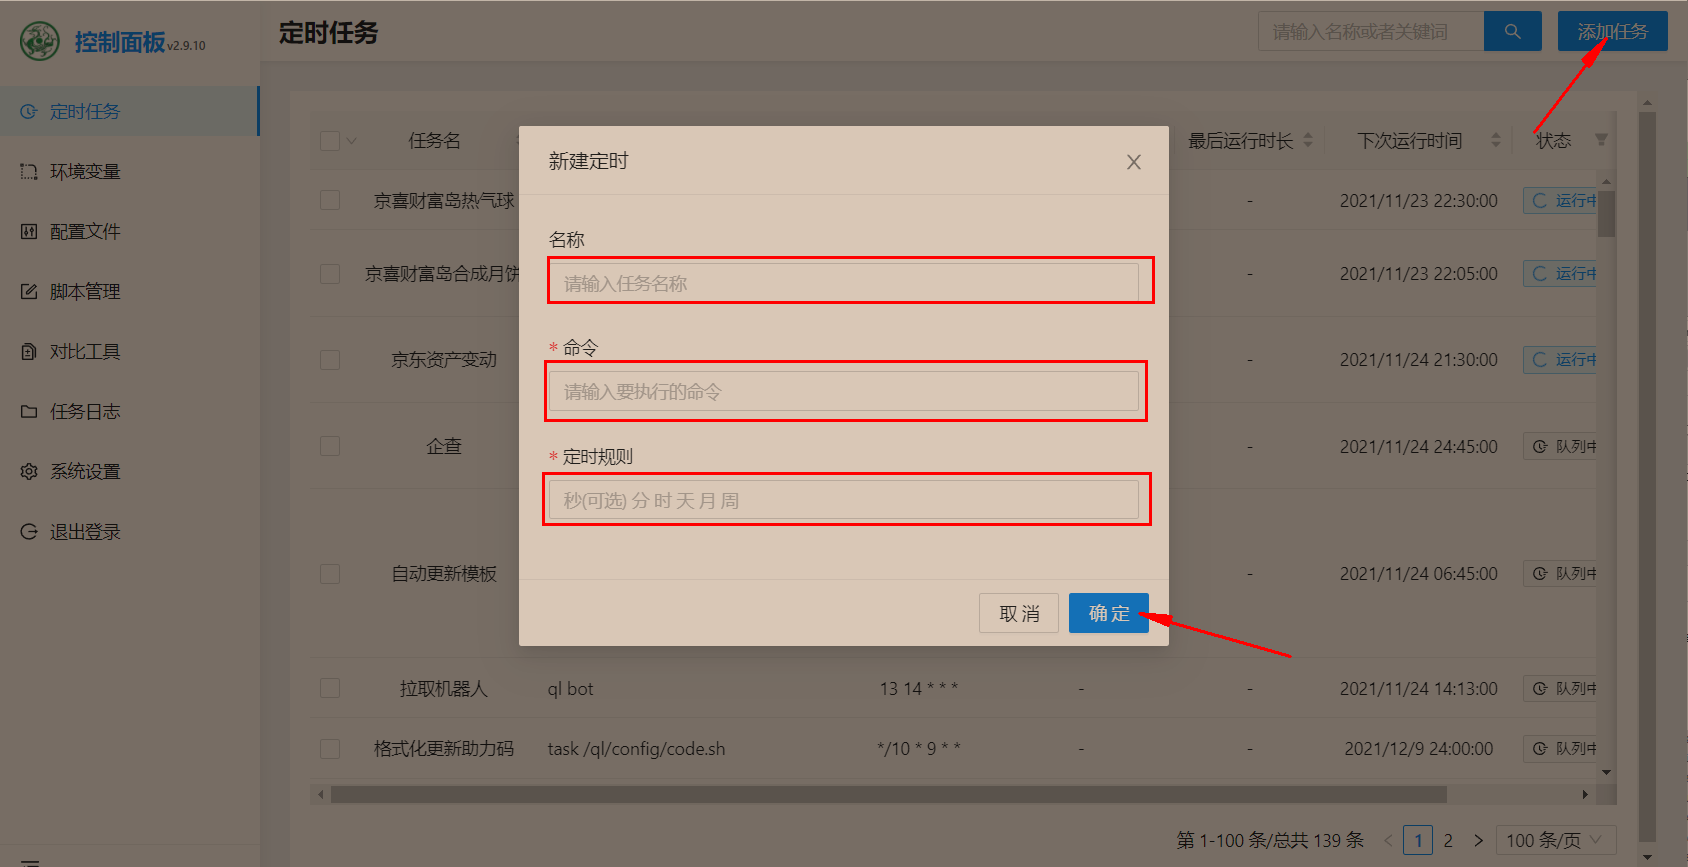 控制面板v2.9.10
定时任务
环境变量
配置文件
脚本管理
对比工具
任务日志
系统设置
退出登录
定时任务
请输入名称或者关键词
添加任务
任务名 最后运行时长 下次运行时间 状态
京喜财富岛热气球 - 2021/11/23 22:30:00 运行中
京喜财富岛合成月饼 - 2021/11/23 22:05:00 运行中
京东资产变动 - 2021/11/24 21:30:00 运行中
企查 - 2021/11/24 24:45:00 队列中
自动更新模板 - 2021/11/24 06:45:00 队列中
拉取机器人 ql bot 13 14 * * * - - 2021/11/24 14:13:00 队列中
格式化更新助力码 task /ql/config/code.sh */10 * 9 * * - - 2021/12/9 24:00:00 队列中
第 1-100 条/总共 139 条 < 1 2 > 100 条/页
新建定时
名称
请输入任务名称
* 命令
请输入要执行的命令
* 定时规则
秒(可选) 分 时 天 月 周
取 消
确 定